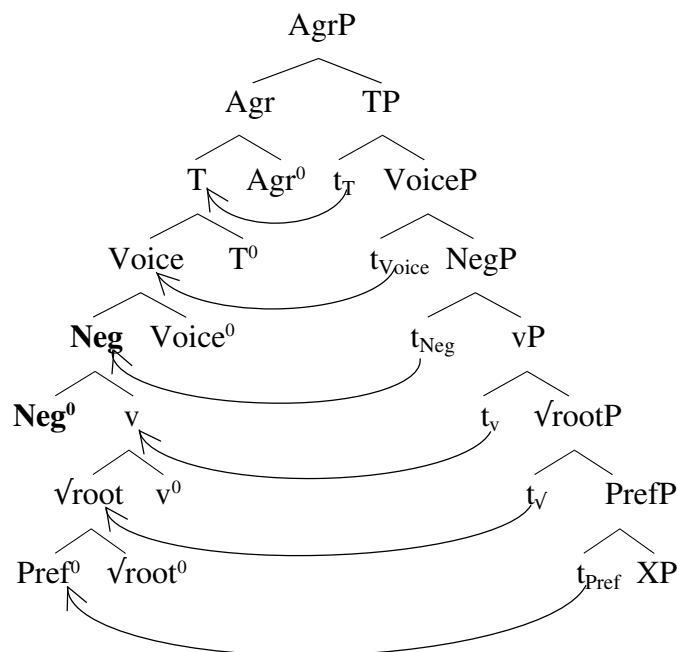 AgrP
Agr TP
T Agr⁰ t_T VoiceP
Voice T⁰ t_Voice NegP
Neg Voice⁰ t_Neg vP
Neg⁰ v t_v √rootP
√root v⁰ t_√ PrefP
Pref⁰ √root⁰ t_Pref XP